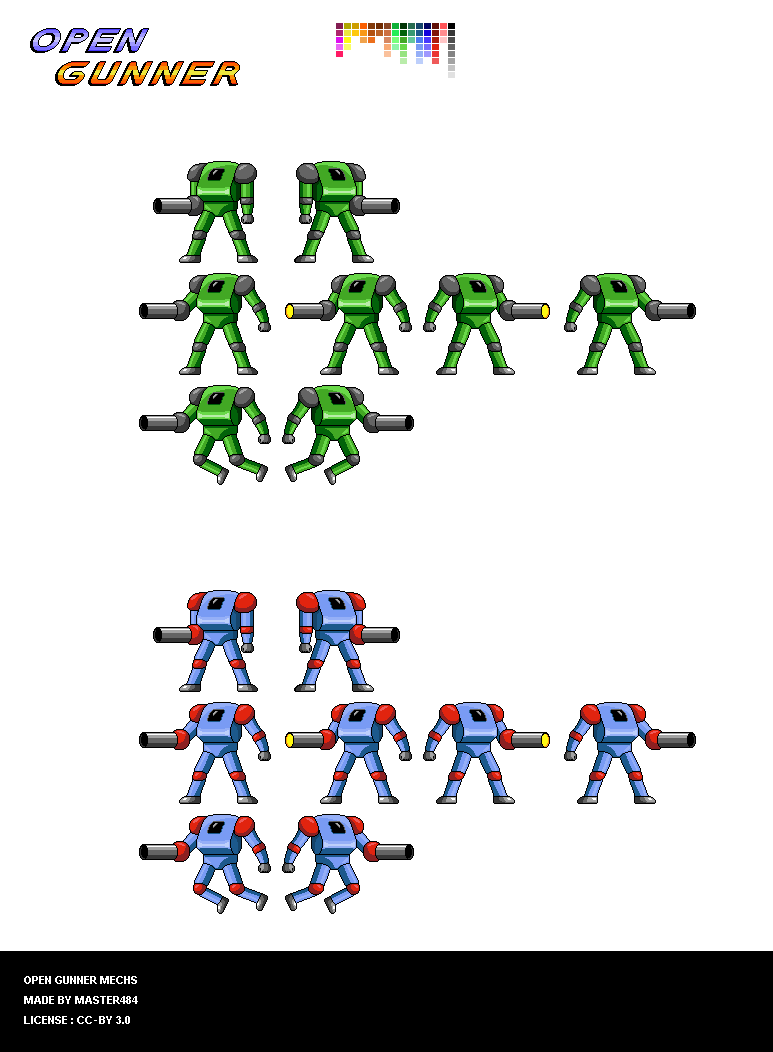 OPEN
GUNNER
OPEN GUNNER MECHS
MADE BY MASTER484
LICENSE : CC-BY 3.0